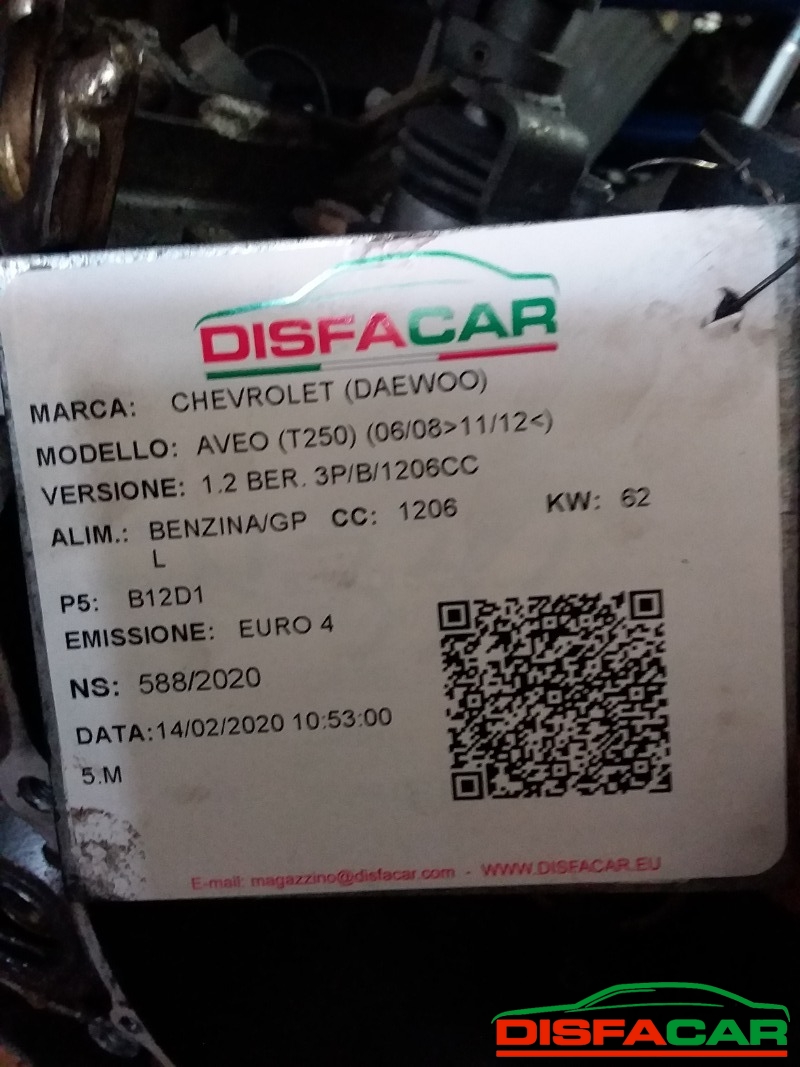 DISFACAR
MARCA: CHEVROLET (DAEWOO)
MODELLO: AVEO (T250) (06/08>11/12<)
VERSIONE: 1.2 BER. 3P/B/1206CC
ALIM.: BENZINA/GP CC: 1206 KW: 62
L
P5: B12D1
EMISSIONE: EURO 4
NS: 588/2020
DATA:14/02/2020 10:53:00
5.M
E-mail: magazzino@disfacar.com - WWW.DISFACAR.EU
DISFACAR